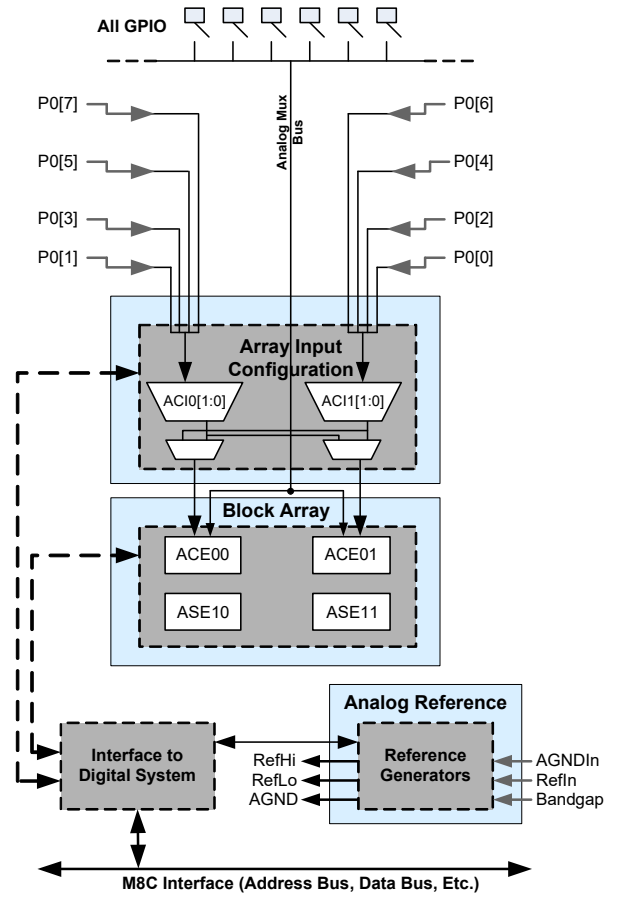 All GPIO
Analog Mux
Bus
P0[7]
P0[6]
P0[5]
P0[4]
P0[3]
P0[2]
P0[1]
P0[0]
Array Input
Configuration
ACI0[1:0]
ACI1[1:0]
Block Array
ACE00
ACE01
ASE10
ASE11
Analog Reference
Interface to
Digital System
RefHi
RefLo
AGND
Reference
Generators
AGNDIn
RefIn
Bandgap
M8C Interface (Address Bus, Data Bus, Etc.)